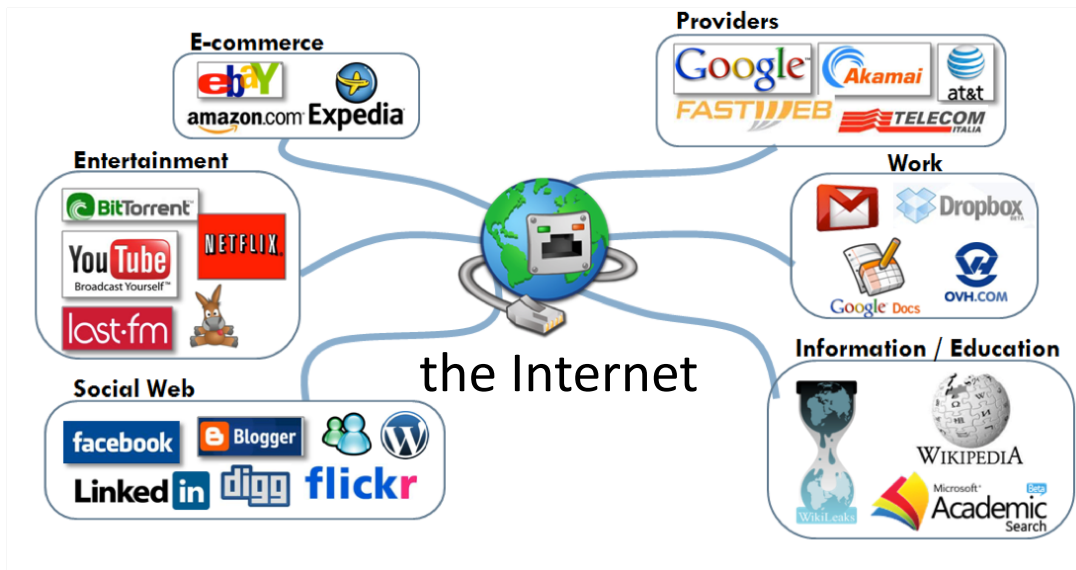 E-commerce
ebaY
amazon.com
Expedia
Providers
Google
Akamai
at&t
FASTWEB
TELECOM
ITALIA
Entertainment
BitTorrent™
NETFLIX.
YouTube
Broadcast Yourself™
last·fm
Work
Dropbox
BETA
Google Docs
OVH.COM
the Internet
Social Web
facebook
Blogger
Linked in
digg
flickr
Information / Education
WikiLeaks
WIKIPEDIA
Microsoft®
Academic
Beta
Search